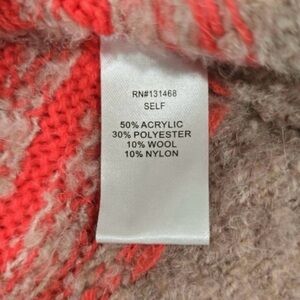 RN#131468
SELF
50% ACRYLIC
30% POLYESTER
10% WOOL
10% NYLON